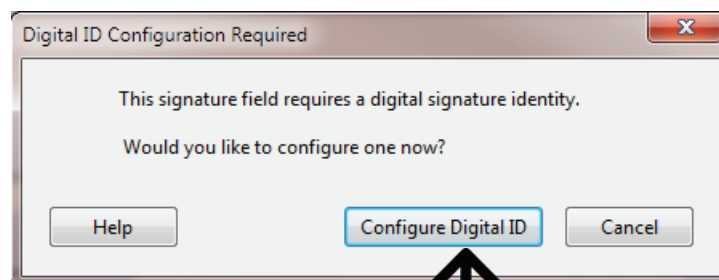 Digital ID Configuration Required
This signature field requires a digital signature identity.
Would you like to configure one now?
Help
Configure Digital ID
Cancel